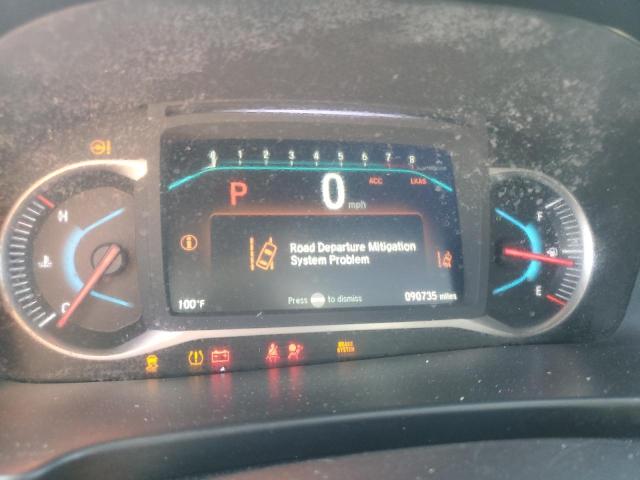 0 1 2 3 4 5 6 7 8
P 0 mph ACC LKAS
H
F
Road Departure Mitigation
System Problem
C
E
100°F Press to dismiss 090735 miles
BRAKE
SYSTEM